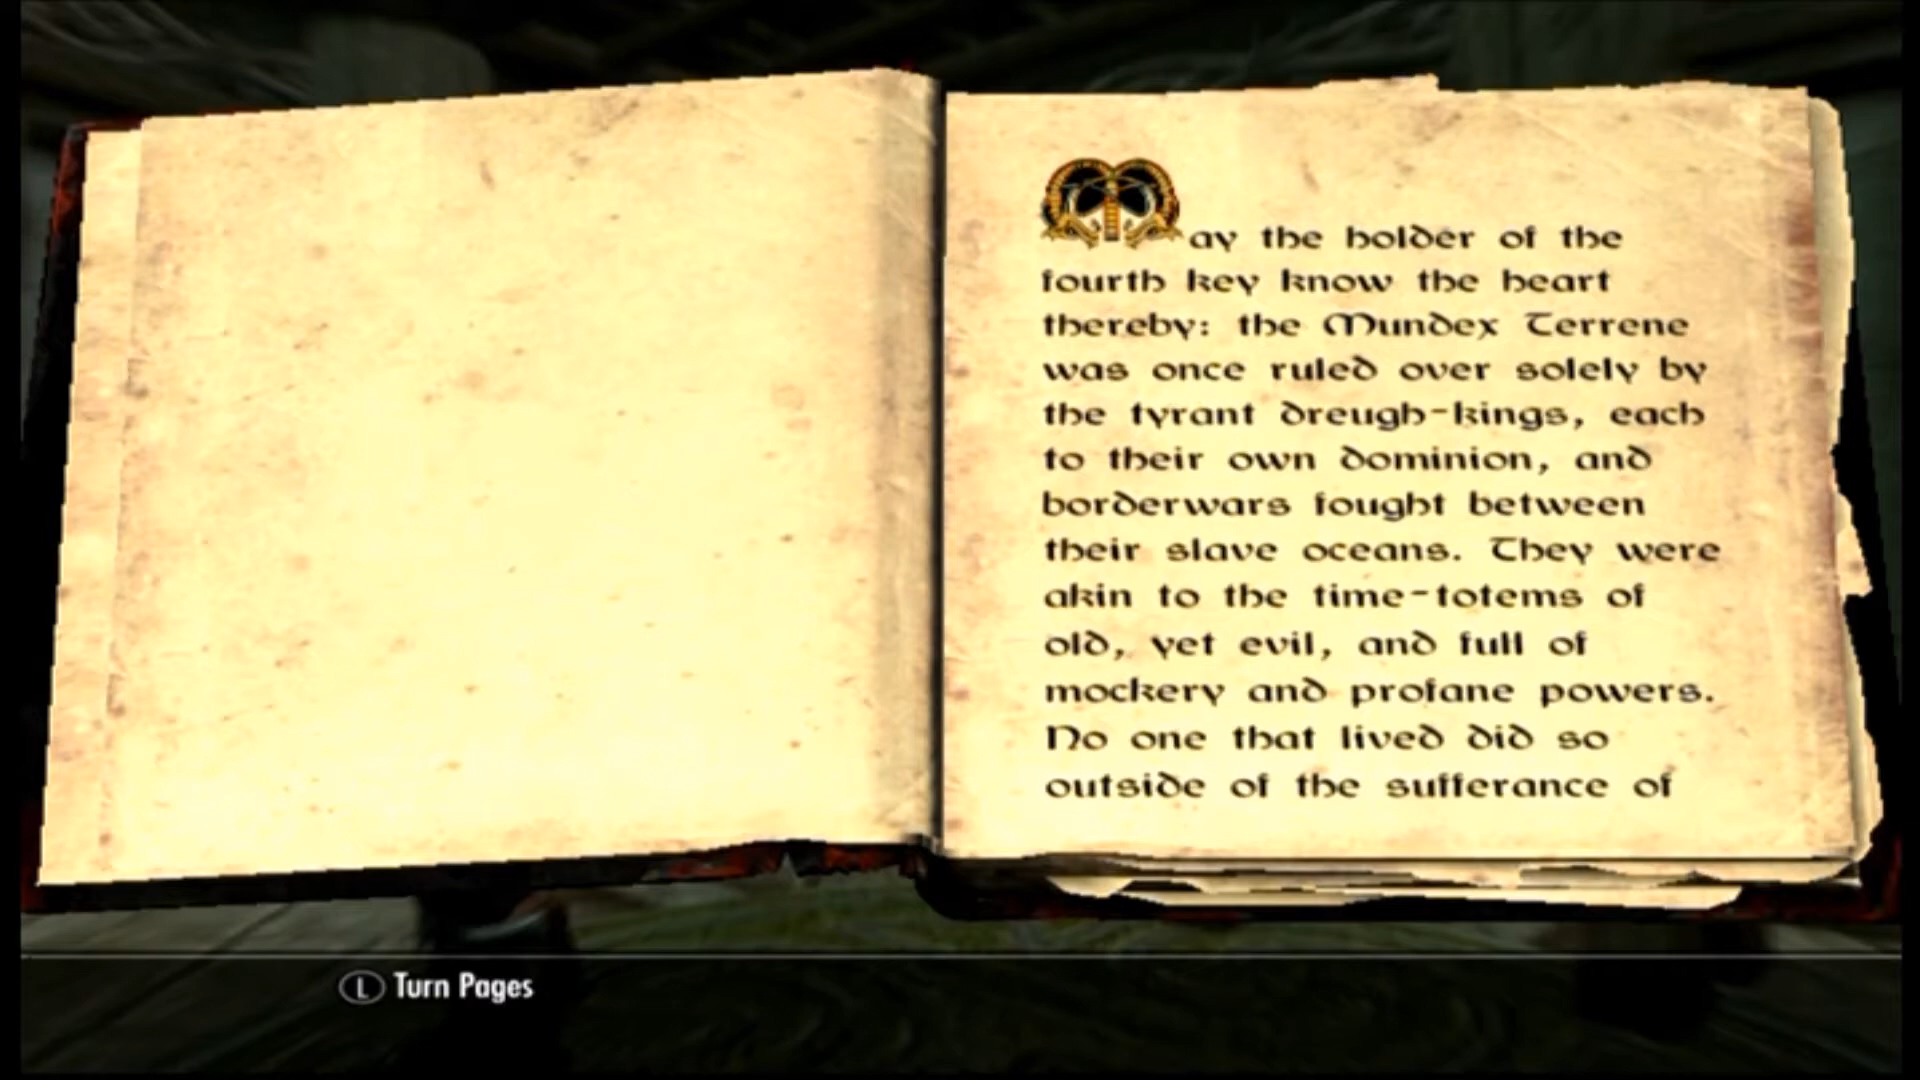 May the holder of the
fourth key know the heart
thereby: the Mundex Terrene
was once ruled over solely by
the tyrant dreugh-kings, each
to their own dominion, and
borderwars fought between
their slave oceans. They were
akin to the time-totems of
old, yet evil, and full of
mockery and profane powers.
No one that lived did so
outside of the sufferance of
L Turn Pages